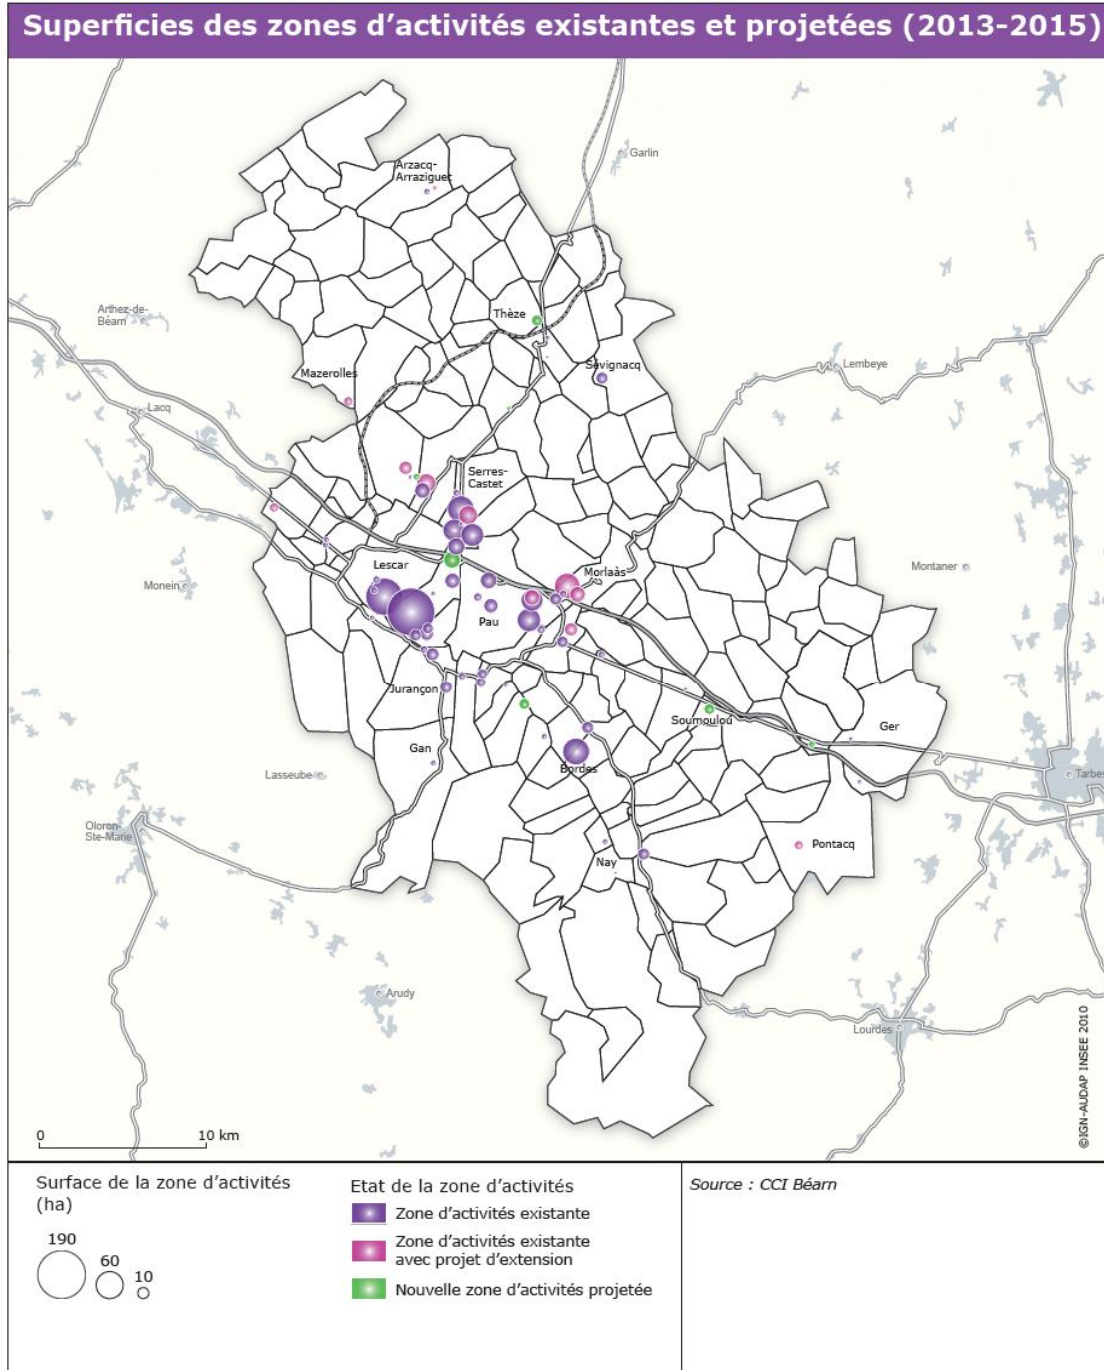 Superficies des zones d'activités existantes et projetées (2013-2015)
Garlin
Arzacq-
Arraziguet
Thèze
Arthez-de-
Béarn
Sévignacq
Lembeye
Mazerolles
Lacq
Serres-
Castet
Lescar
Morlaàs
Montaner
Monein
Pau
Jurançon
Soumoulou
Ger
Gan
Bordes
Lasseube
Tarbes
Oloron-
Ste-Marie
Nay
Pontacq
Arudy
Lourdes
©IGN-AUDAP INSEE 2010
0 10 km
Surface de la zone d'activités
(ha)
190
60
10
Etat de la zone d'activités
Zone d'activités existante
Zone d'activités existante
avec projet d'extension
Nouvelle zone d'activités projetée
Source : CCI Béarn